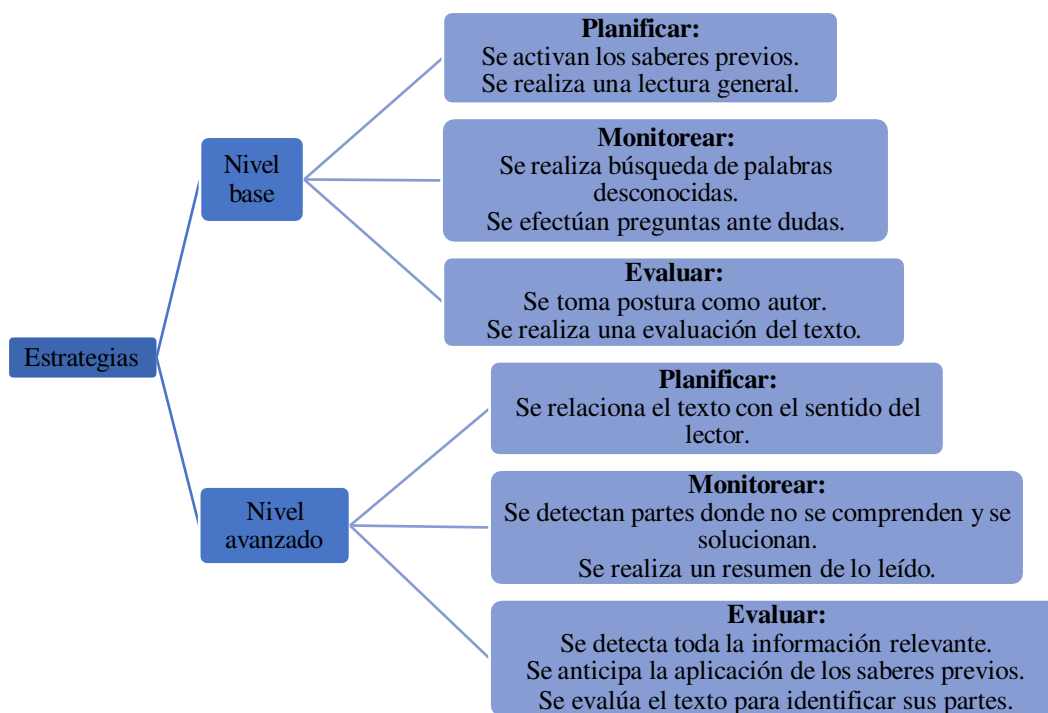 Estrategias
Nivel
base
Planificar:
Se activan los saberes previos.
Se realiza una lectura general.
Monitorear:
Se realiza búsqueda de palabras
desconocidas.
Se efectúan preguntas ante dudas.
Evaluar:
Se toma postura como autor.
Se realiza una evaluación del texto.
Nivel
avanzado
Planificar:
Se relaciona el texto con el sentido del
lector.
Monitorear:
Se detectan partes donde no se comprenden y se
solucionan.
Se realiza un resumen de lo leído.
Evaluar:
Se detecta toda la información relevante.
Se anticipa la aplicación de los saberes previos.
Se evalúa el texto para identificar sus partes.